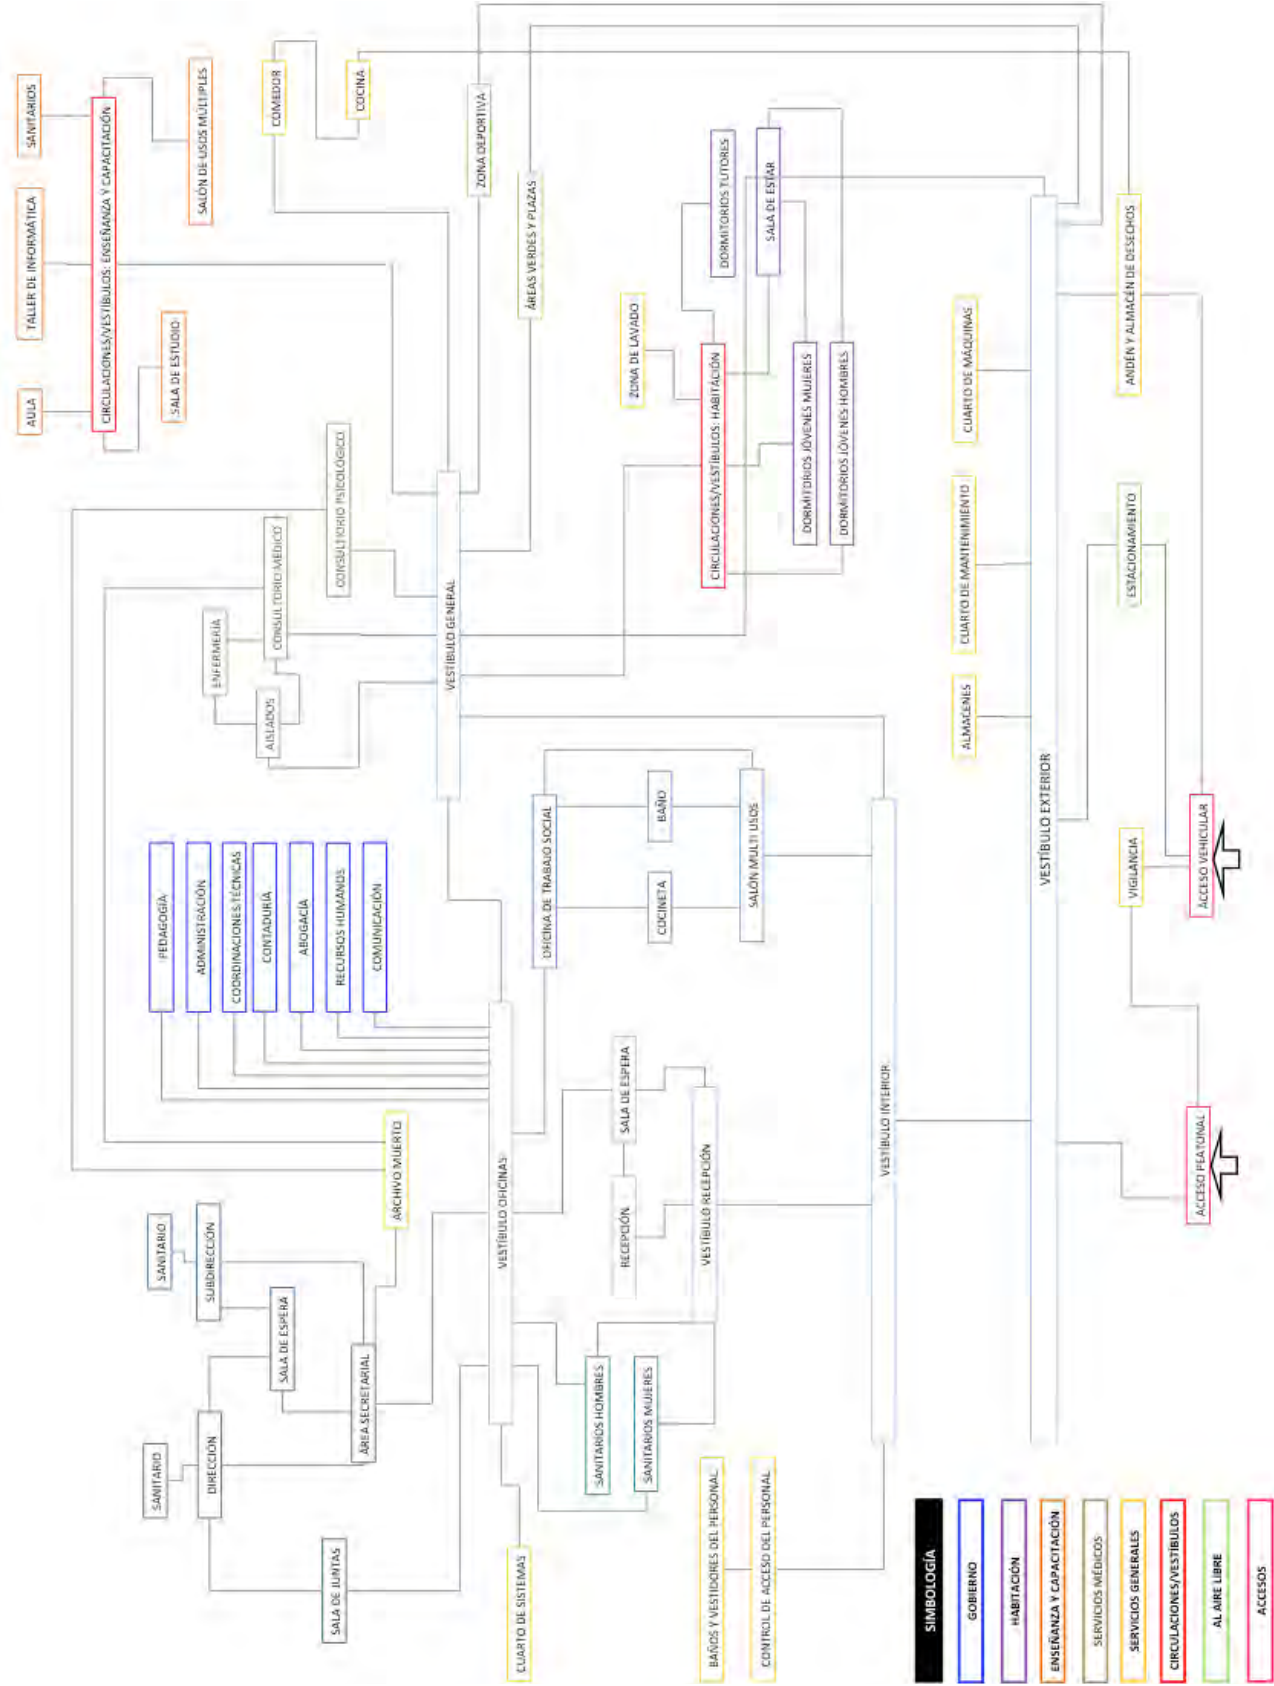 SANITARIO
SANITARIO
DIRECCIÓN
SUBDIRECCIÓN
SALA DE ESPERA
SALA DE JUNTAS
ÁREA SECRETARIAL
ARCHIVO MUERTO
PEDAGOGÍA
ADMINISTRACIÓN
COORDINACIONES TÉCNICAS
CONTADURÍA
ABOGACÍA
RECURSOS HUMANOS
COMUNICACIÓN
ENFERMERÍA
AISLADOS
CONSULTORIO MÉDICO
CONSULTORIO PSICOLÓGICO
AULA
TALLER DE INFORMÁTICA
SANITARIOS
CIRCULACIONES/VESTÍBULOS: ENSEÑANZA Y CAPACITACIÓN
SALA DE ESTUDIO
SALÓN DE USOS MÚLTIPLES
COMEDOR
COCINA
CUARTO DE SISTEMAS
VESTÍBULO OFICINAS
VESTÍBULO GENERAL
ZONA DEPORTIVA
ÁREAS VERDES Y PLAZAS
SANITARIOS HOMBRES
SANITARIOS MUJERES
RECEPCIÓN
SALA DE ESPERA
VESTÍBULO RECEPCIÓN
OFICINA DE TRABAJO SOCIAL
COCINETA
BAÑO
SALÓN MULTI USOS
ZONA DE LAVADO
CIRCULACIONES/VESTÍBULOS: HABITACIÓN
DORMITORIOS TUTORES
SALA DE ESTAR
DORMITORIOS JÓVENES MUJERES
DORMITORIOS JÓVENES HOMBRES
BAÑOS Y VESTIDORES DEL PERSONAL
CONTROL DE ACCESO DEL PERSONAL
VESTÍBULO INTERIOR
ALMACENES
CUARTO DE MANTENIMIENTO
CUARTO DE MÁQUINAS
VESTÍBULO EXTERIOR
VIGILANCIA
ESTACIONAMIENTO
ANDÉN Y ALMACÉN DE DESECHOS
ACCESO PEATONAL
ACCESO VEHICULAR
SIMBOLOGÍA
GOBIERNO
HABITACIÓN
ENSEÑANZA Y CAPACITACIÓN
SERVICIOS MÉDICOS
SERVICIOS GENERALES
CIRCULACIONES/VESTÍBULOS
AL AIRE LIBRE
ACCESOS